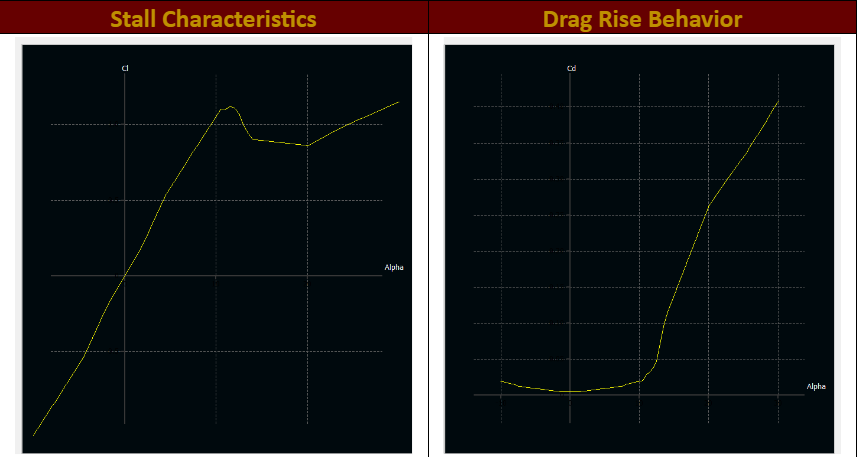 Stall Characteristics
Drag Rise Behavior
Cl
Alpha
Cd
Alpha